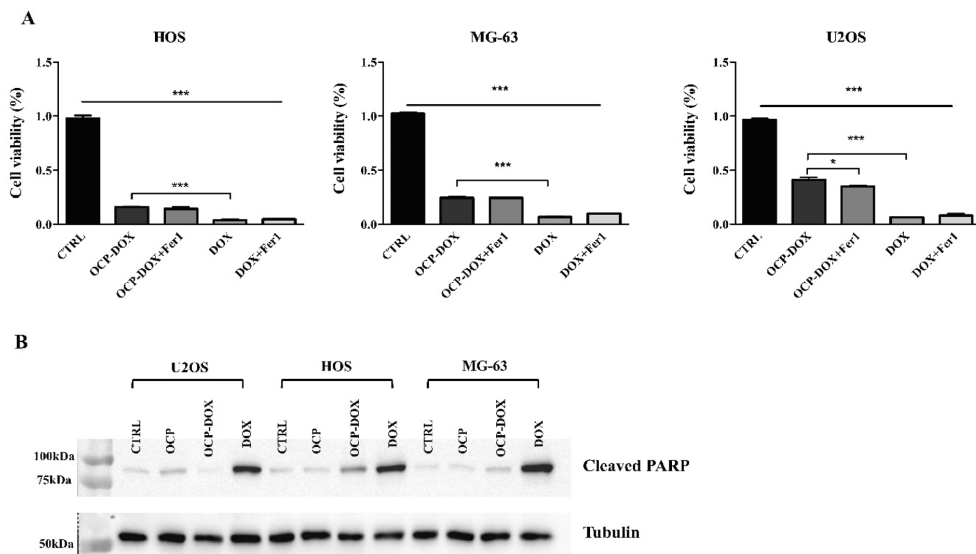 A
HOS
MG-63
U2OS
Cell viability (%)
1.5
1.0
0.5
0.0
***
***
CTRL
OCP-DOX
OCP-DOX+Fer1
DOX
DOX+Fer1
Cell viability (%)
1.5
1.0
0.5
0.0
***
***
CTRL
OCP-DOX
OCP-DOX+Fer1
DOX
DOX+Fer1
Cell viability (%)
1.5
1.0
0.5
0.0
***
***
*
CTRL
OCP-DOX
OCP-DOX+Fer1
DOX
DOX+Fer1
B
U2OS
HOS
MG-63
CTRL
OCP
OCP-DOX
DOX
CTRL
OCP
OCP-DOX
DOX
CTRL
OCP
OCP-DOX
DOX
100kDa
75kDa
Cleaved PARP
50kDa
Tubulin